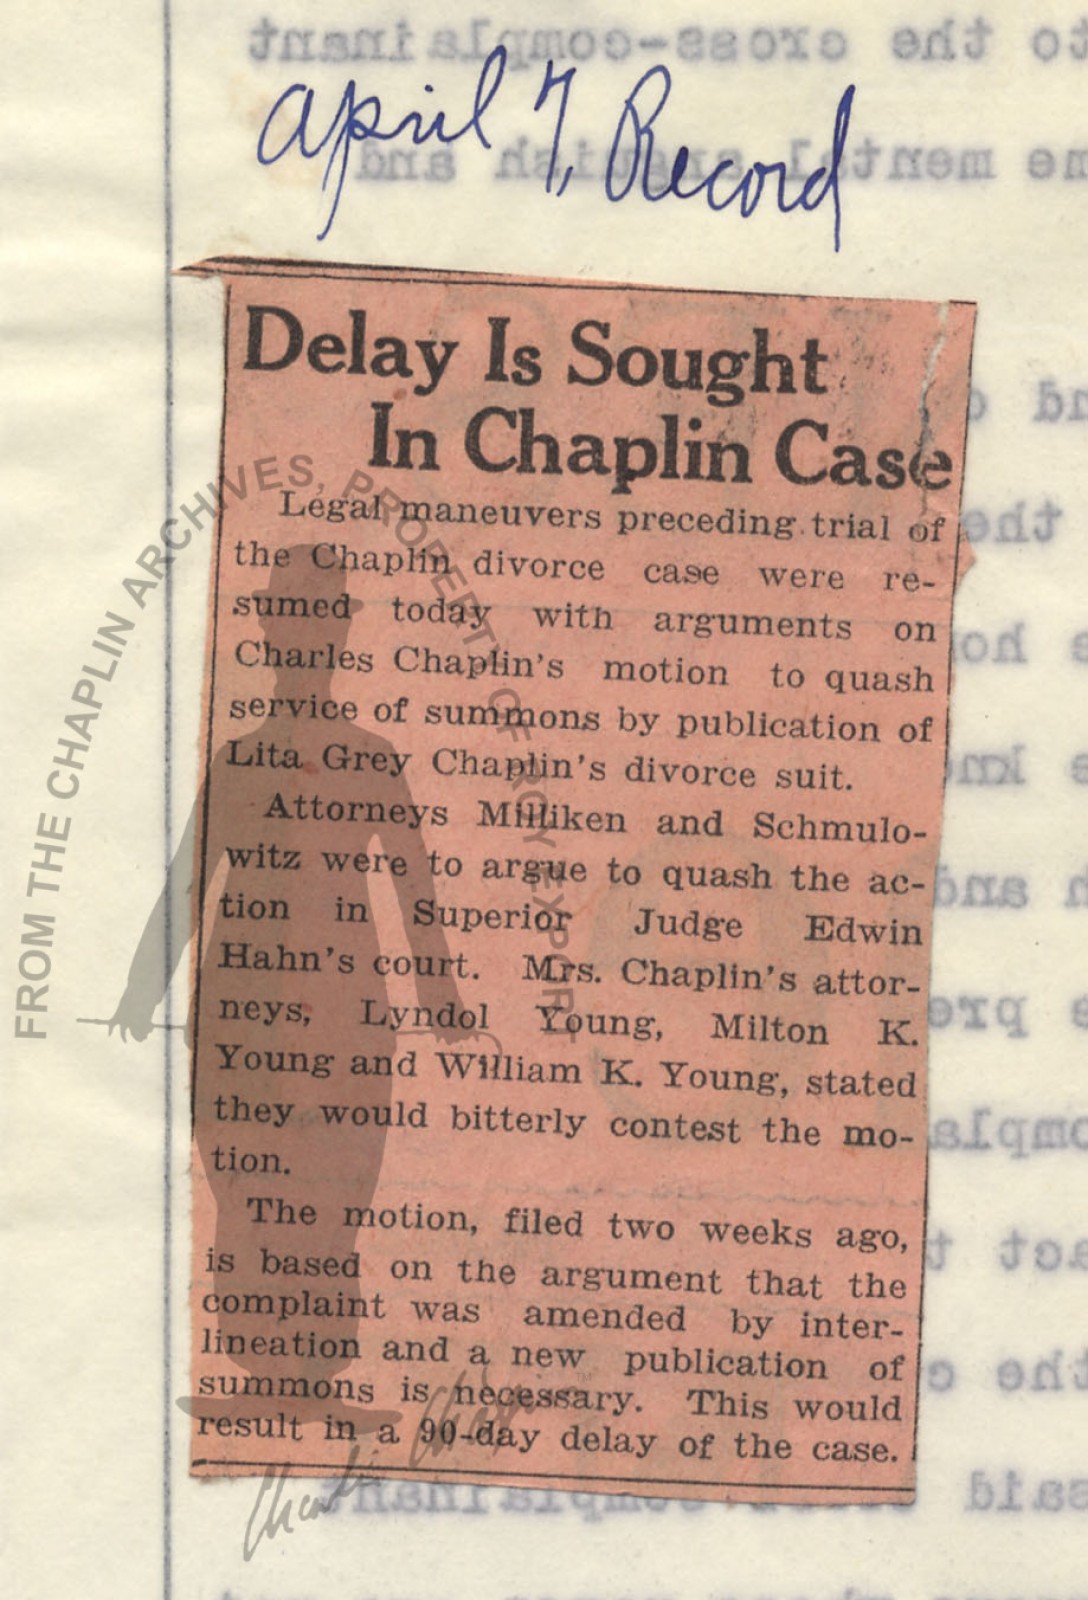 to the cross-complainant
April 7, Record
Delay Is Sought
In Chaplin Case
Legal maneuvers preceding trial of
the Chaplin divorce case were re-
sumed today with arguments on
Charles Chaplin's motion to quash
service of summons by publication of
Lita Grey Chaplin's divorce suit.
Attorneys Milliken and Schmulo-
witz were to argue to quash the ac-
tion in Superior Judge Edwin
Hahn's court. Mrs. Chaplin's attor-
neys, Lyndol Young, Milton K.
Young and William K. Young, stated
they would bitterly contest the mo-
tion.
The motion, filed two weeks ago,
is based on the argument that the
complaint was amended by inter-
lineation and a new publication of
summons is necessary. This would
result in a 90-day delay of the case.
FROM THE CHAPLIN ARCHIVES, PROPERTY OF ROY EXPORT
Charlie Chaplin